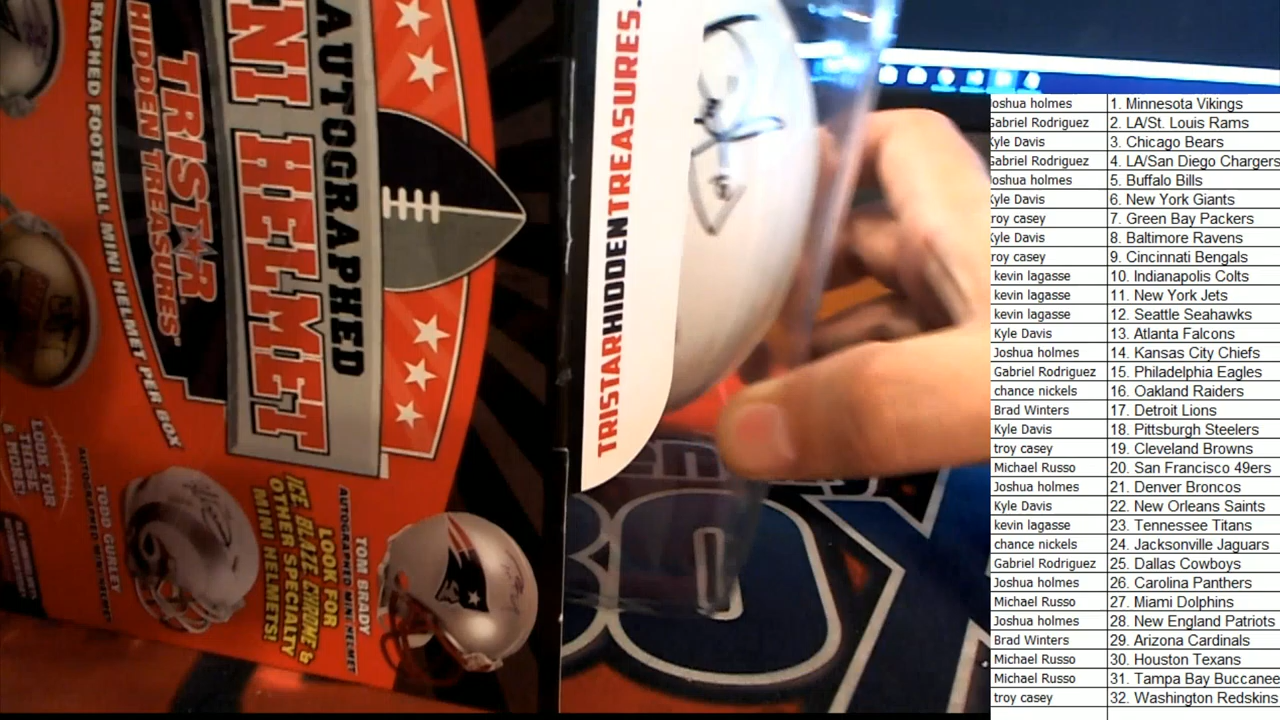 AUTOGRAPHED
MINI HELMET
TRISTAR
HIDDEN TREASURES
RAPHED FOOTBALL MINI HELMET PER BOX
LOOK FOR
THESE
& MORE!
TODD GURLEY
AUTOGRAPHED MINI HELMET
LOOK FOR
ICE, BLAZE, CHROME &
OTHER SPECIALTY
MINI HELMETS!
TOM BRADY
AUTOGRAPHED MINI HELMET
TRISTARHIDDENTREASURES.
oshua holmes 1. Minnesota Vikings
Gabriel Rodriguez 2. LA/St. Louis Rams
Kyle Davis 3. Chicago Bears
Gabriel Rodriguez 4. LA/San Diego Chargers
oshua holmes 5. Buffalo Bills
Kyle Davis 6. New York Giants
roy casey 7. Green Bay Packers
Kyle Davis 8. Baltimore Ravens
roy casey 9. Cincinnati Bengals
kevin lagasse 10. Indianapolis Colts
kevin lagasse 11. New York Jets
kevin lagasse 12. Seattle Seahawks
Kyle Davis 13. Atlanta Falcons
Joshua holmes 14. Kansas City Chiefs
Gabriel Rodriguez 15. Philadelphia Eagles
chance nickels 16. Oakland Raiders
Brad Winters 17. Detroit Lions
Kyle Davis 18. Pittsburgh Steelers
troy casey 19. Cleveland Browns
Michael Russo 20. San Francisco 49ers
Joshua holmes 21. Denver Broncos
Kyle Davis 22. New Orleans Saints
kevin lagasse 23. Tennessee Titans
chance nickels 24. Jacksonville Jaguars
Gabriel Rodriguez 25. Dallas Cowboys
Joshua holmes 26. Carolina Panthers
Michael Russo 27. Miami Dolphins
Joshua holmes 28. New England Patriots
Brad Winters 29. Arizona Cardinals
Michael Russo 30. Houston Texans
Michael Russo 31. Tampa Bay Buccanee
troy casey 32. Washington Redskins